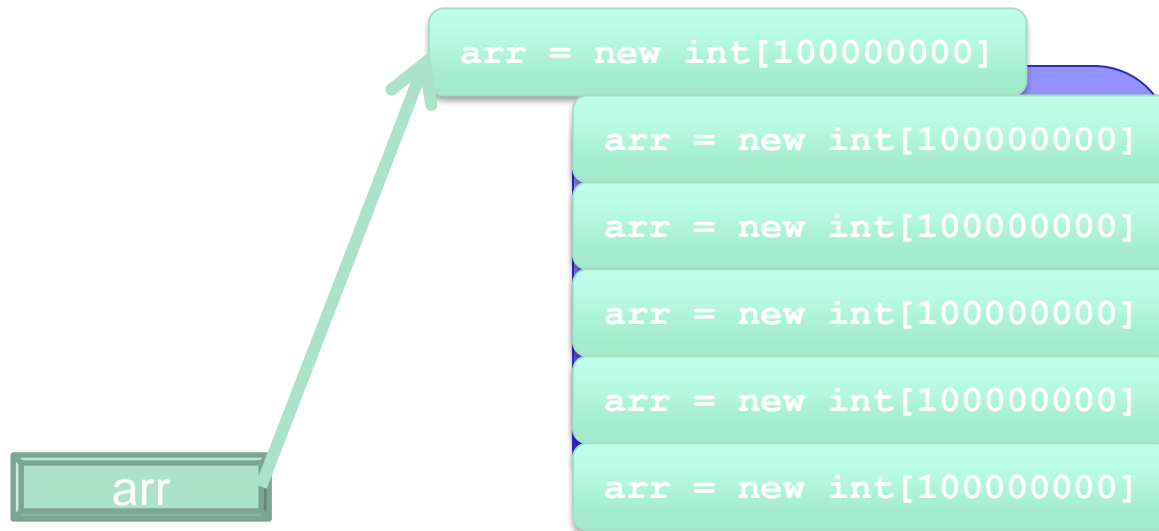 arr = new int[100000000]
arr = new int[100000000]
arr = new int[100000000]
arr = new int[100000000]
arr = new int[100000000]
arr = new int[100000000]
arr